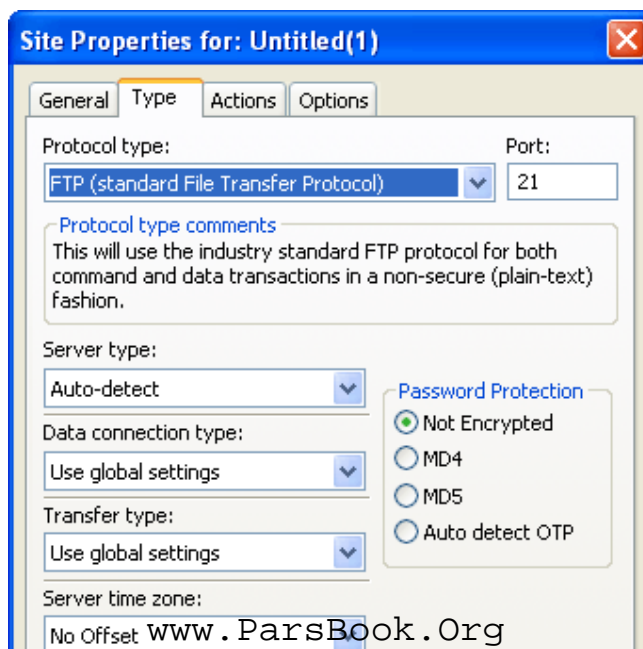 Site Properties for: Untitled(1)
General Type Actions Options
Protocol type: Port:
FTP (standard File Transfer Protocol) 21
Protocol type comments
This will use the industry standard FTP protocol for both
command and data transactions in a non-secure (plain-text)
fashion.
Server type:
Auto-detect
Data connection type:
Use global settings
Transfer type:
Use global settings
Password Protection
Not Encrypted
MD4
MD5
Auto detect OTP
Server time zone:
No Offset
www.ParsBook.Org